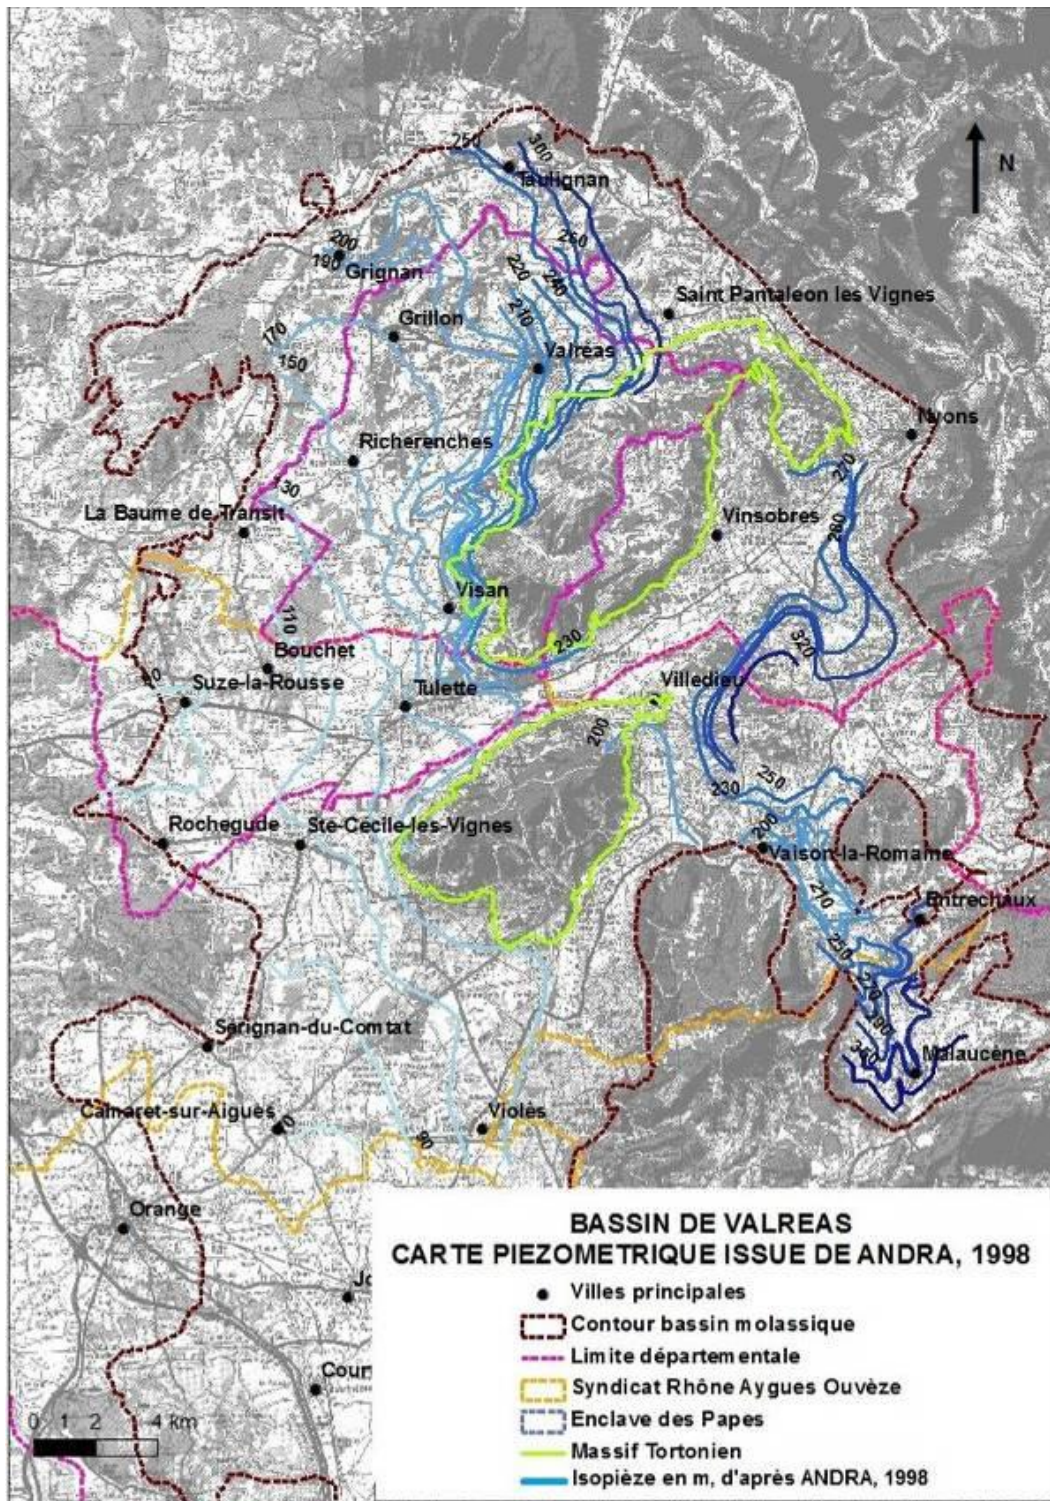 250
300
Taulignan
N
260
200
190
Grignan
220
240
Saint Pantaleon les Vignes
210
Grillon
170
150
Valréas
Nyons
Richerenches
270
130
La Baume de Transit
Vinsobres
280
Visan
110
230
320
Bouchet
Suze-la-Rousse
Villedieu
Tulette
200
250
230
Rochegude
Ste-Cécile-les-Vignes
200
Vaison-la-Romaine
210
Entrechaux
250
270
290
Sérignan-du-Comtat
Malaucène
Camaret-sur-Aigues
70
90
Violès
Orange
BASSIN DE VALREAS
CARTE PIEZOMETRIQUE ISSUE DE ANDRA, 1998
Villes principales
Contour bassin molassique
Limite départementale
Syndicat Rhône Aygues Ouvèze
Enclave des Papes
Massif Tortonien
Isopièze en m, d'après ANDRA, 1998
0 1 2 4 km